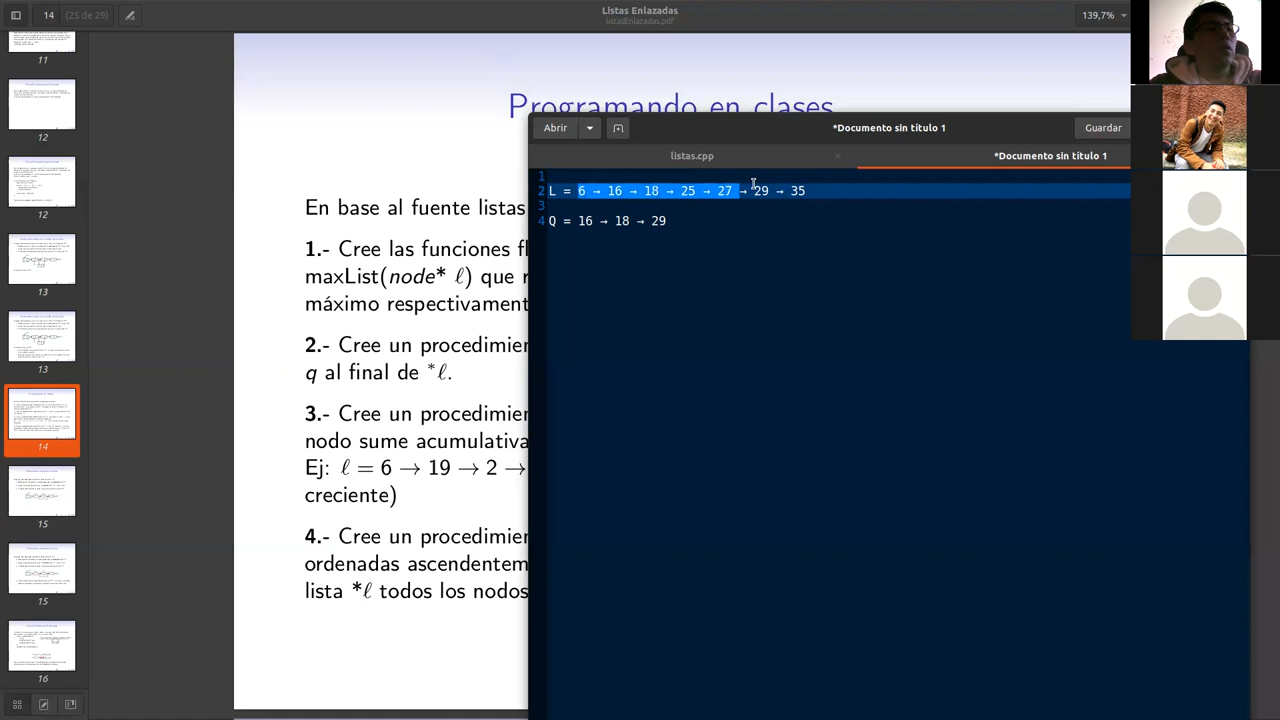 Listas Enlazadas
listasEnlazadas.pdf
14 (25 de 29)
139,7%
11
12
12
13
13
14
15
15
16
Programando en clases
En base al fuente listas
1.- Cree las funciones fl
maxList(node* ℓ) que r
máximo respectivament
2.- Cree un procedimien
q al final de *ℓ.
3.- Cree un procedimien
nodo sume acumulativa
Ej: ℓ = 6 → 19 → 2 →
creciente)
4.- Cree un procedimien
ordenadas ascendentem
lista *ℓ todos los nodos
Abrir
*Documento sin título 1
Guardar
listas.cpp
*Documento sin título 1
1
2 L = 6 → 16 → 18 → 25 → 27 → 29 → 35
3
4 Q = 16 → 18 → 29